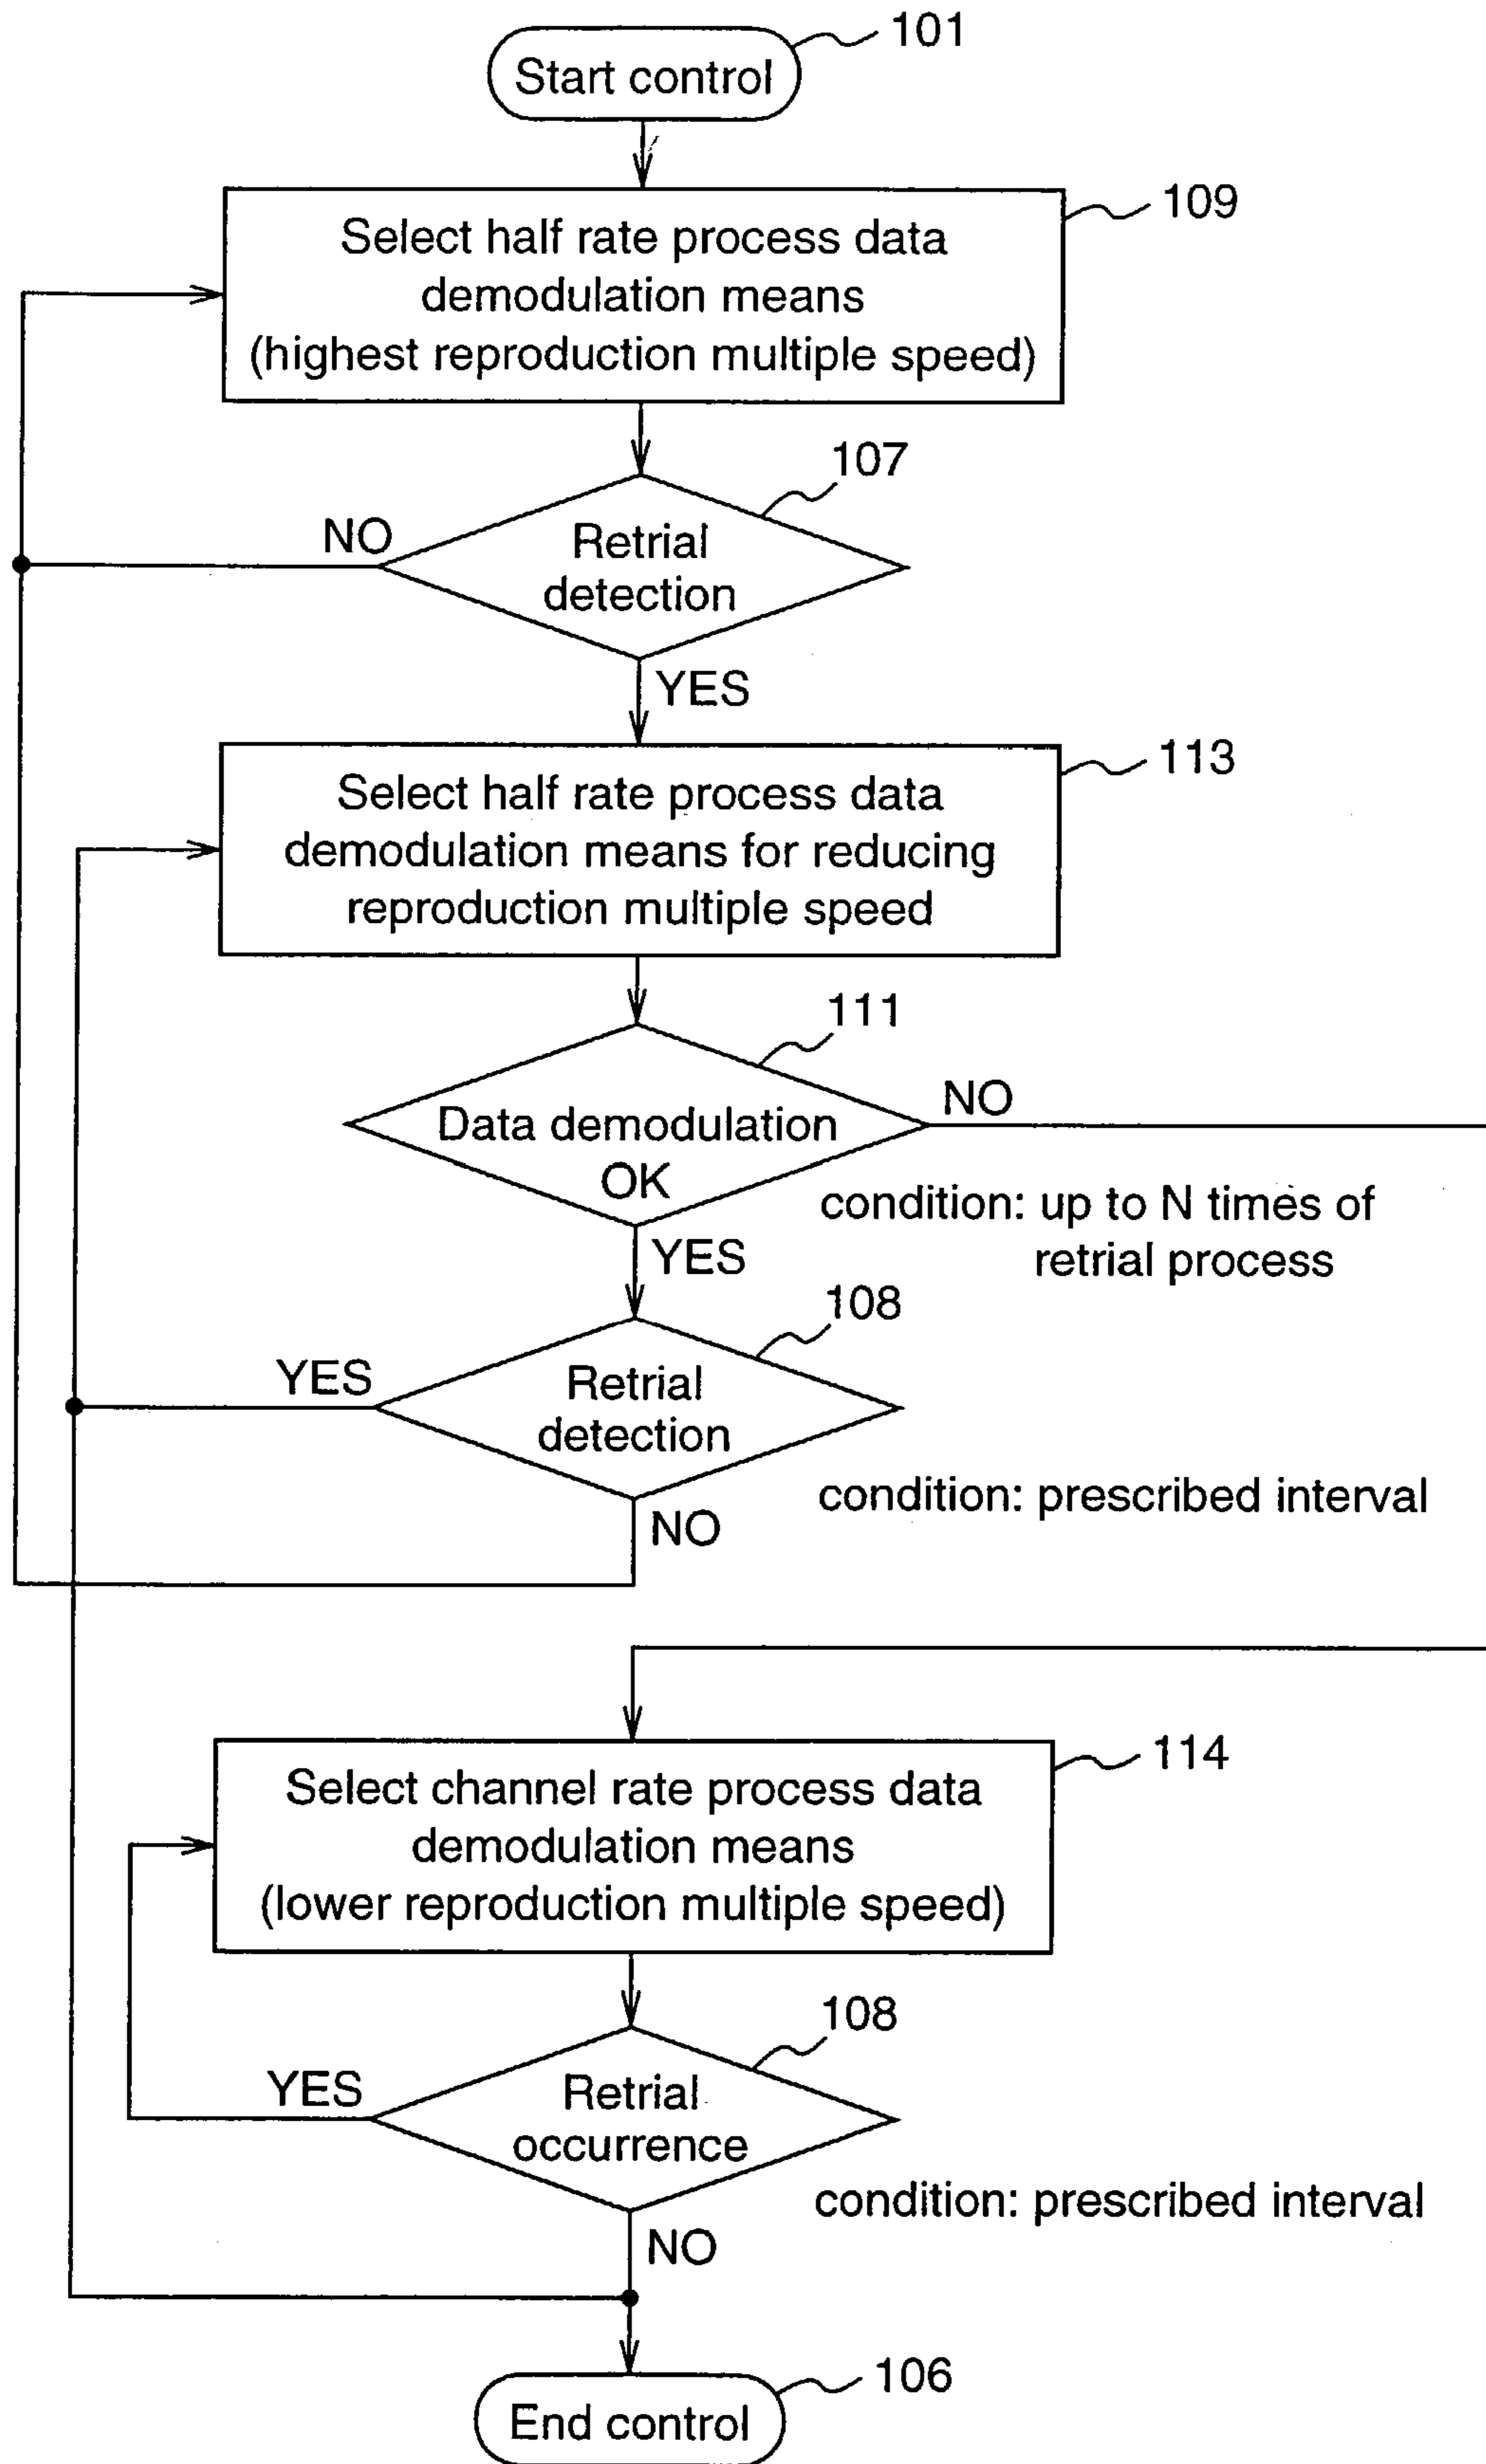 101
Start control
109
Select half rate process data
demodulation means
(highest reproduction multiple speed)
107
NO
Retrial
detection
YES
113
Select half rate process data
demodulation means for reducing
reproduction multiple speed
111
NO
Data demodulation
OK
condition: up to N times of
retrial process
YES
108
YES
Retrial
detection
condition: prescribed interval
NO
114
Select channel rate process data
demodulation means
(lower reproduction multiple speed)
108
YES
Retrial
occurrence
condition: prescribed interval
NO
106
End control